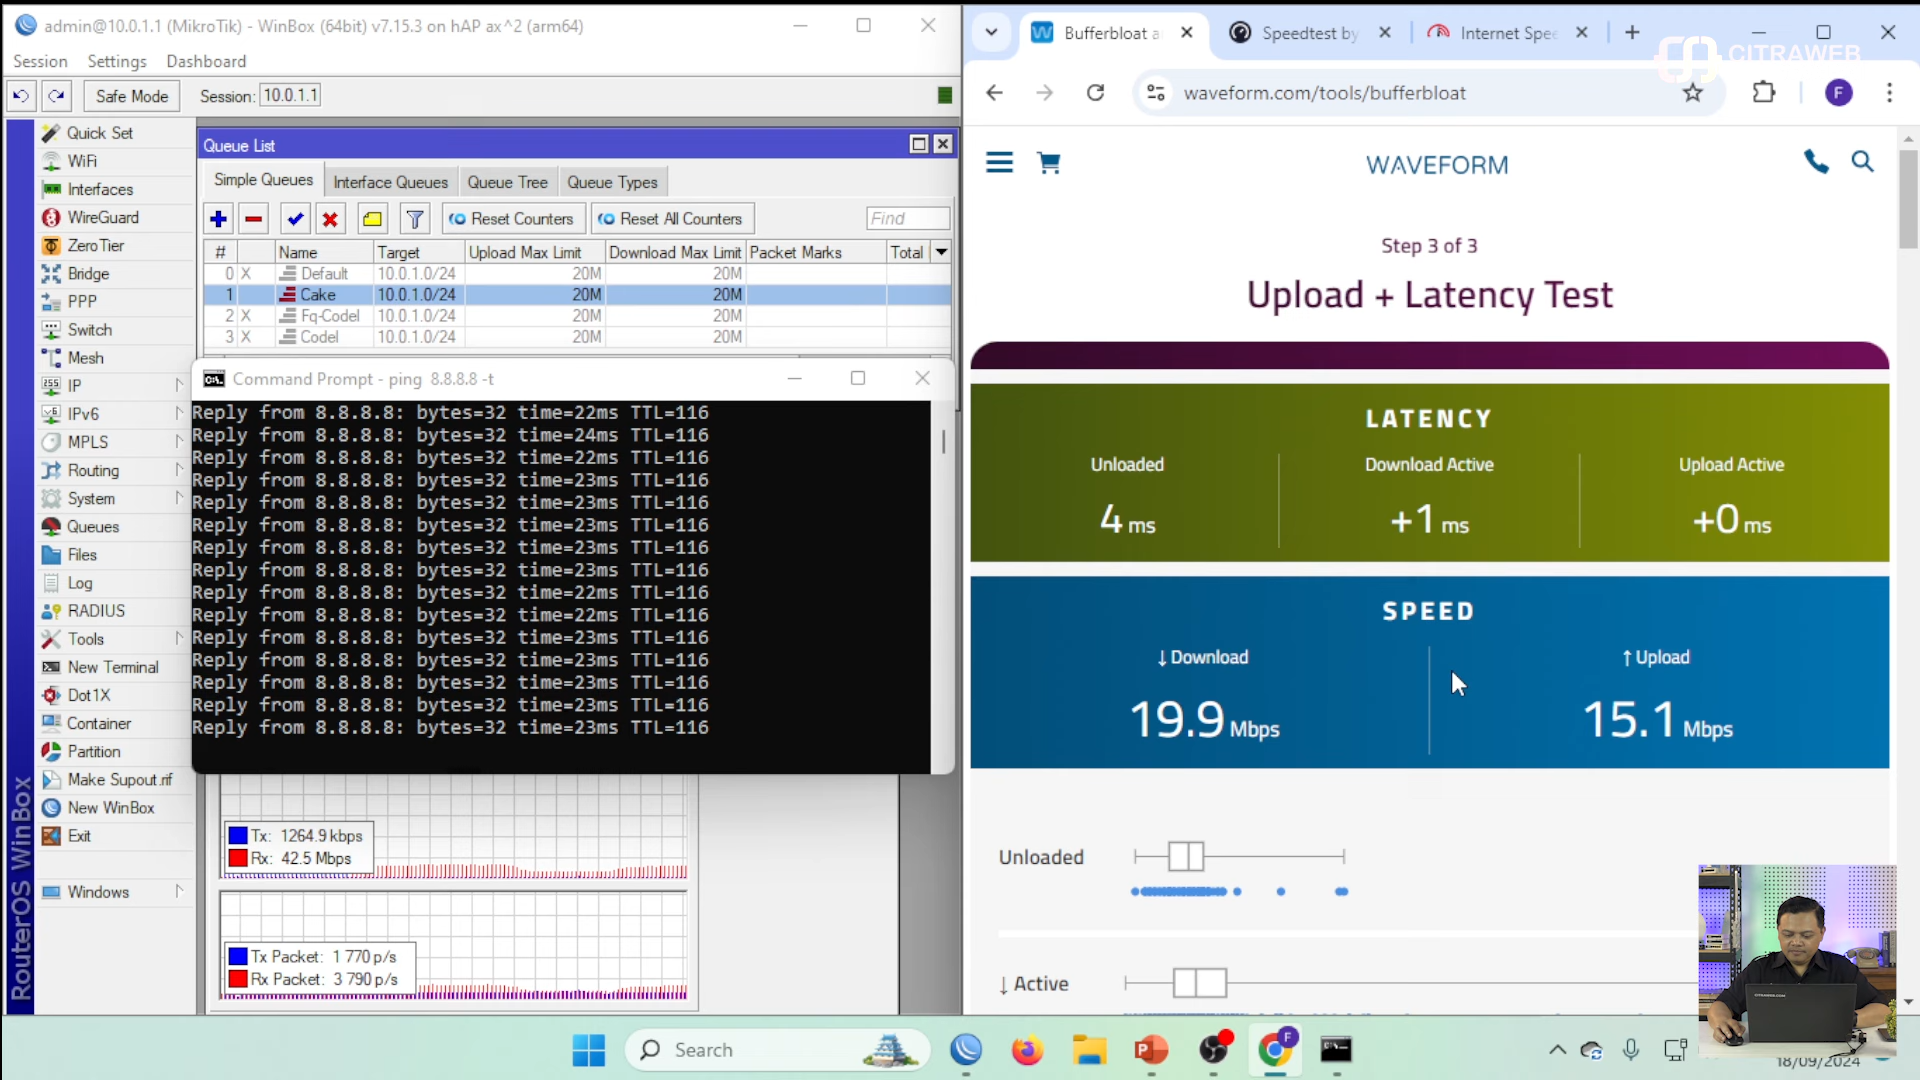 admin@10.0.1.1 (MikroTik) - WinBox (64bit) v7.15.3 on hAP ax^2 (arm64)
Session Settings Dashboard
Safe Mode Session: 10.0.1.1
Quick Set
WiFi
Interfaces
WireGuard
ZeroTier
Bridge
PPP
Switch
Mesh
IP
IPv6
MPLS
Routing
System
Queues
Files
Log
RADIUS
Tools
New Terminal
Dot1X
Container
Partition
Make Supout.rif
New WinBox
Exit
Windows
RouterOS WinBox
Queue List
Simple Queues Interface Queues Queue Tree Queue Types
Reset Counters Reset All Counters Find
# Name Target Upload Max Limit Download Max Limit Packet Marks Total
0 X Default 10.0.1.0/24 20M 20M
1 Cake 10.0.1.0/24 20M 20M
2 X Fq-Codel 10.0.1.0/24 20M 20M
3 X Codel 10.0.1.0/24 20M 20M
Command Prompt - ping 8.8.8.8 -t
Reply from 8.8.8.8: bytes=32 time=22ms TTL=116
Reply from 8.8.8.8: bytes=32 time=24ms TTL=116
Reply from 8.8.8.8: bytes=32 time=22ms TTL=116
Reply from 8.8.8.8: bytes=32 time=23ms TTL=116
Reply from 8.8.8.8: bytes=32 time=23ms TTL=116
Reply from 8.8.8.8: bytes=32 time=23ms TTL=116
Reply from 8.8.8.8: bytes=32 time=23ms TTL=116
Reply from 8.8.8.8: bytes=32 time=23ms TTL=116
Reply from 8.8.8.8: bytes=32 time=22ms TTL=116
Reply from 8.8.8.8: bytes=32 time=22ms TTL=116
Reply from 8.8.8.8: bytes=32 time=23ms TTL=116
Reply from 8.8.8.8: bytes=32 time=23ms TTL=116
Reply from 8.8.8.8: bytes=32 time=23ms TTL=116
Reply from 8.8.8.8: bytes=32 time=23ms TTL=116
Reply from 8.8.8.8: bytes=32 time=23ms TTL=116
Tx: 1264.9 kbps
Rx: 42.5 Mbps
Tx Packet: 1 770 p/s
Rx Packet: 3 790 p/s
Bufferbloat a Speedtest by Internet Spee
CITRAWEB
waveform.com/tools/bufferbloat F
WAVEFORM
Step 3 of 3
Upload + Latency Test
LATENCY
Unloaded Download Active Upload Active
4 ms +1 ms +0 ms
SPEED
↓ Download ↑ Upload
19.9 Mbps 15.1 Mbps
Unloaded
↓ Active
Search
18/09/2024